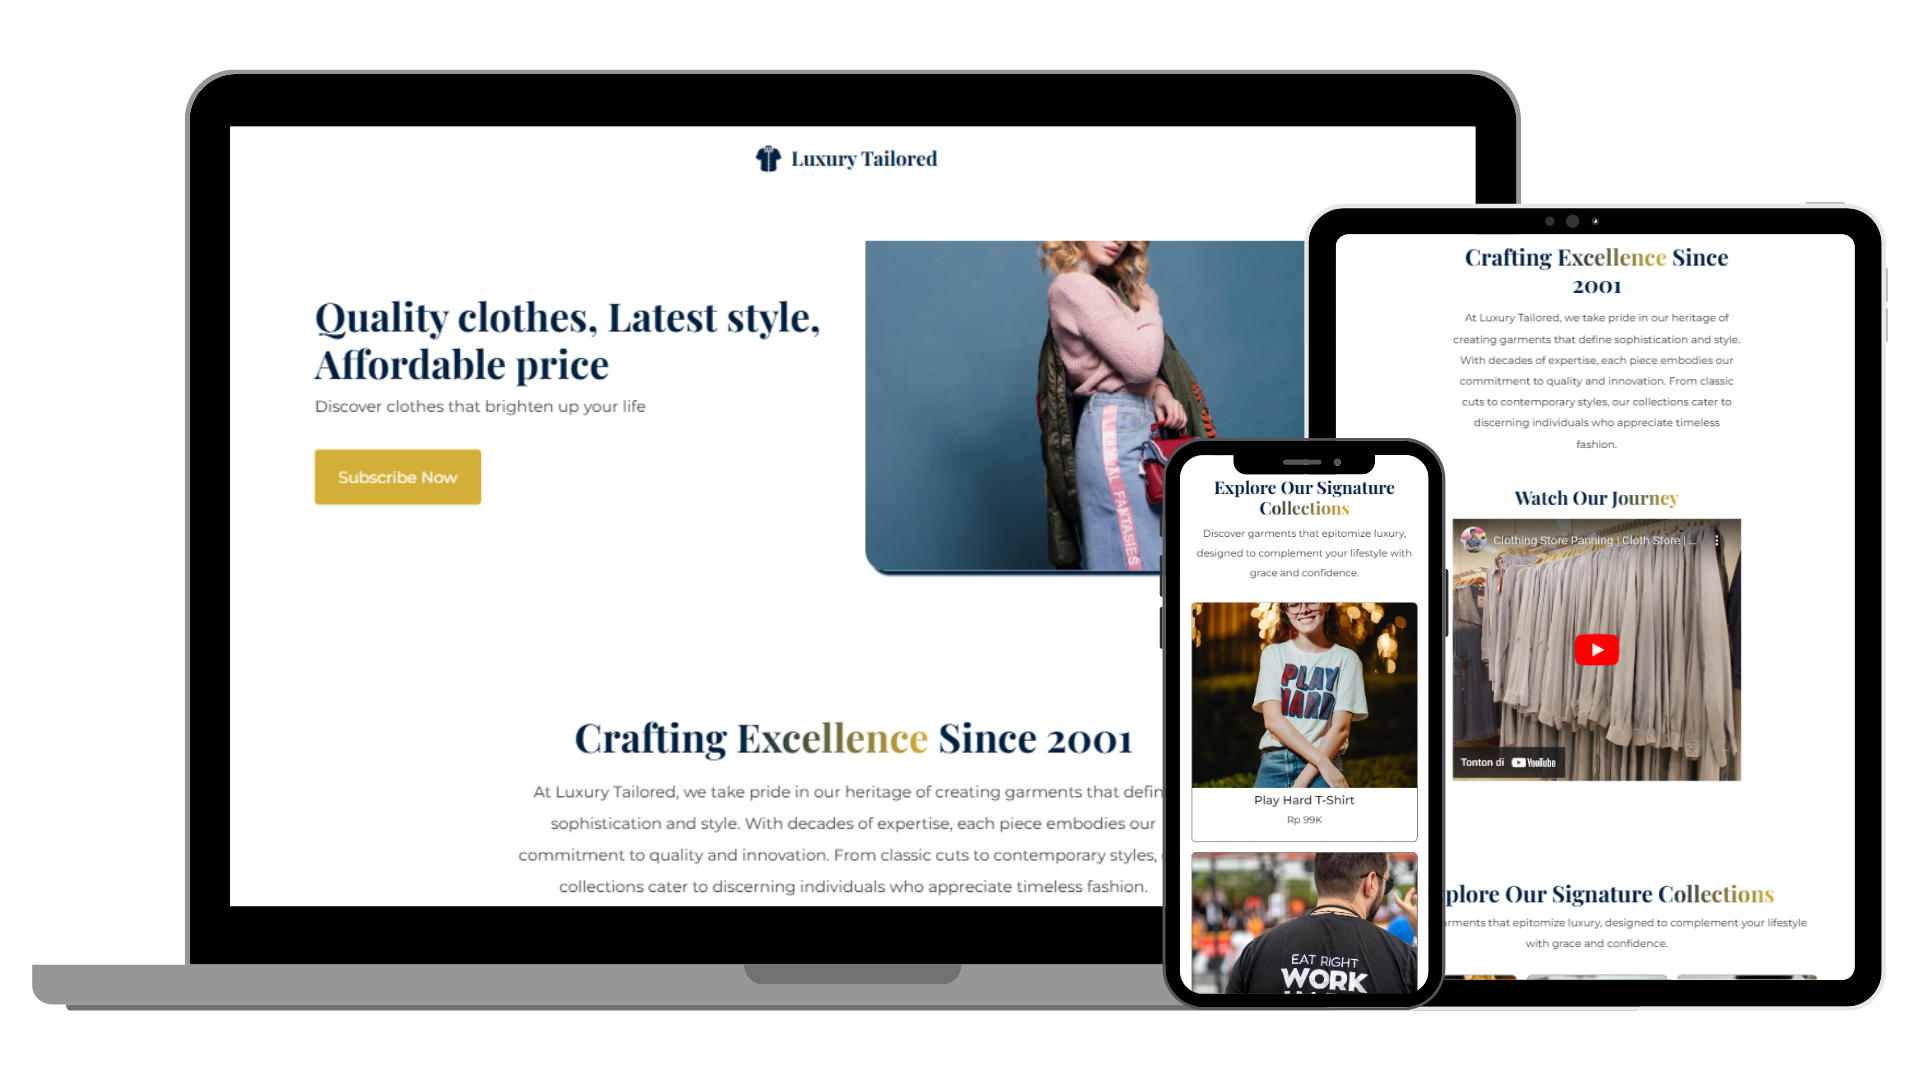 Luxury Tailored
Quality clothes, Latest style,
Affordable price
Discover clothes that brighten up your life
Subscribe Now
FANTASIES
Crafting Excellence Since 2001
At Luxury Tailored, we take pride in our heritage of creating garments that
sophistication and style. With decades of expertise, each piece embodies our
commitment to quality and innovation. From classic cuts to contemporary styles,
collections cater to discerning individuals who appreciate timeless fashion.
Explore Our Signature
Collections
Discover garments that epitomize luxury,
designed to complement your lifestyle with
grace and confidence.
PLAY
HARD
Play Hard T-Shirt
Rp 99K
EAT RIGHT
WORK
Crafting Excellence Since
2001
At Luxury Tailored, we take pride in our heritage of
creating garments that define sophistication and style.
With decades of expertise, each piece embodies our
commitment to quality and innovation. From classic
cuts to contemporary styles, our collections cater to
discerning individuals who appreciate timeless
fashion.
Watch Our Journey
Clothing Store Panning | Cloth Store | ...
Tonton di YouTube
Our Signature Collections
that epitomize luxury, designed to complement your lifestyle
with grace and confidence.